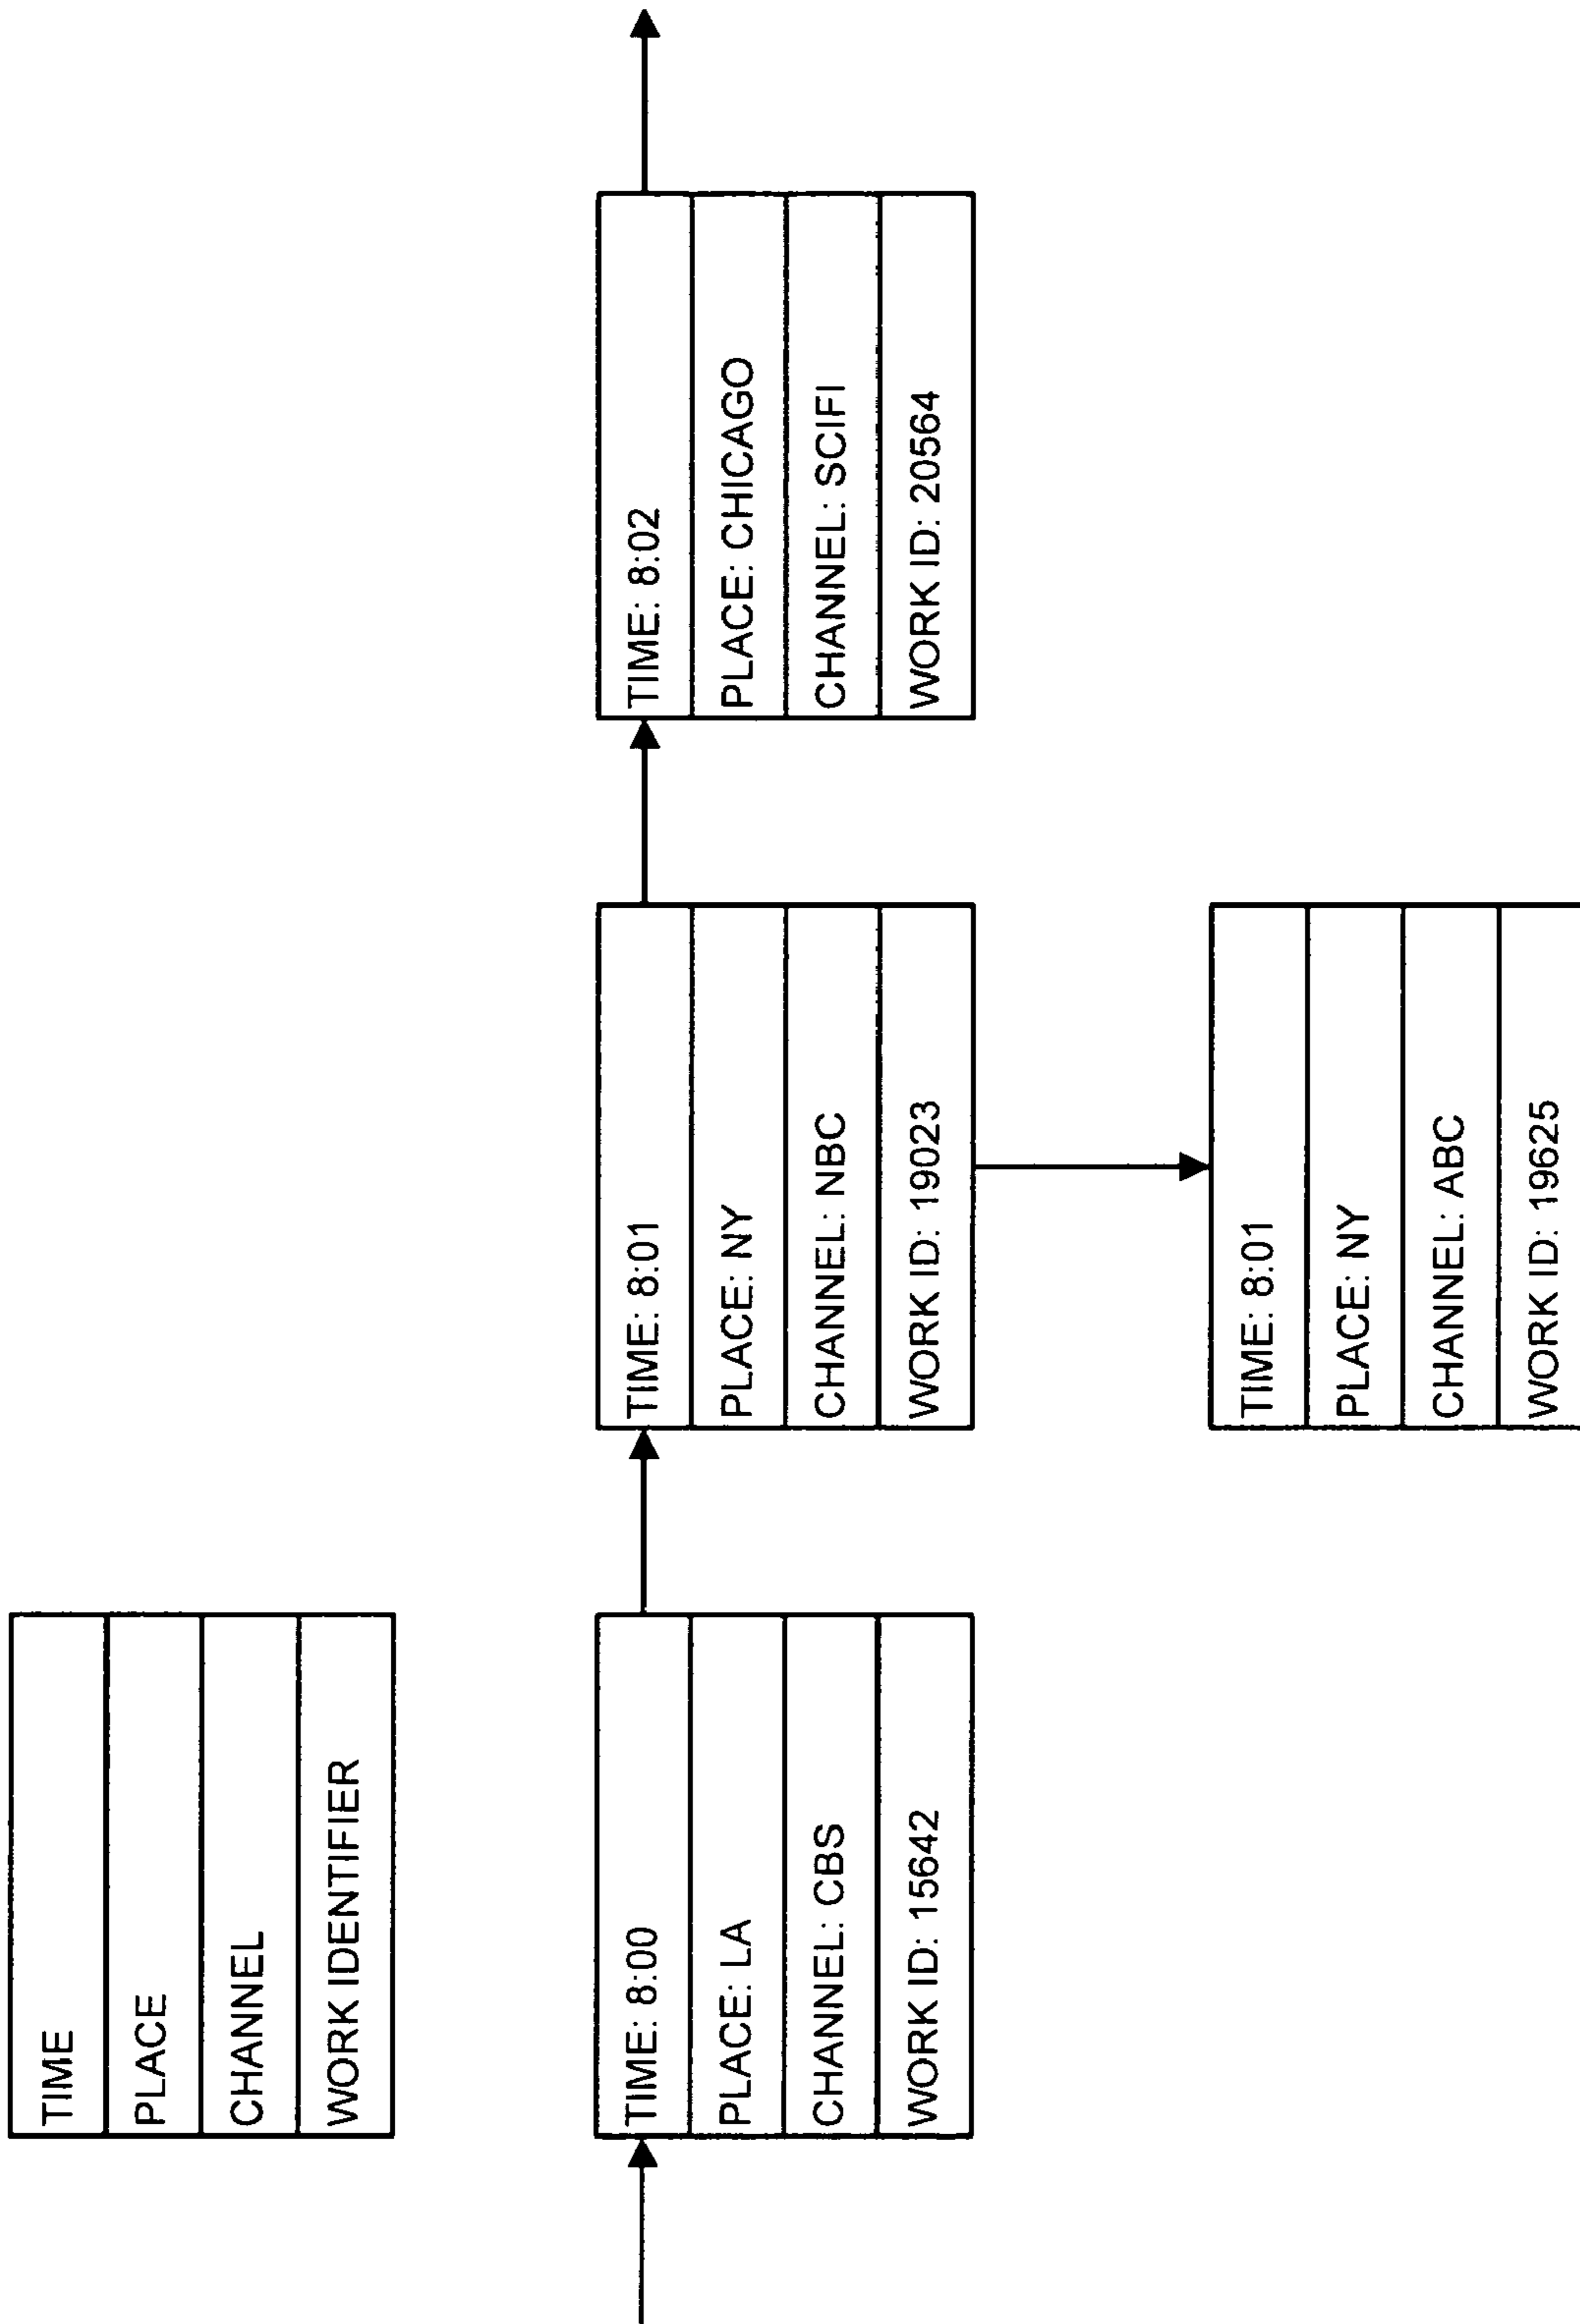 TIME
PLACE
CHANNEL
WORK IDENTIFIER
TIME: 8:00
PLACE: LA
CHANNEL: CBS
WORK ID: 15642
TIME: 8:01
PLACE: NY
CHANNEL: NBC
WORK ID: 19023
TIME: 8:02
PLACE: CHICAGO
CHANNEL: SCIFI
WORK ID: 20564
TIME: 8:01
PLACE: NY
CHANNEL: ABC
WORK ID: 19625